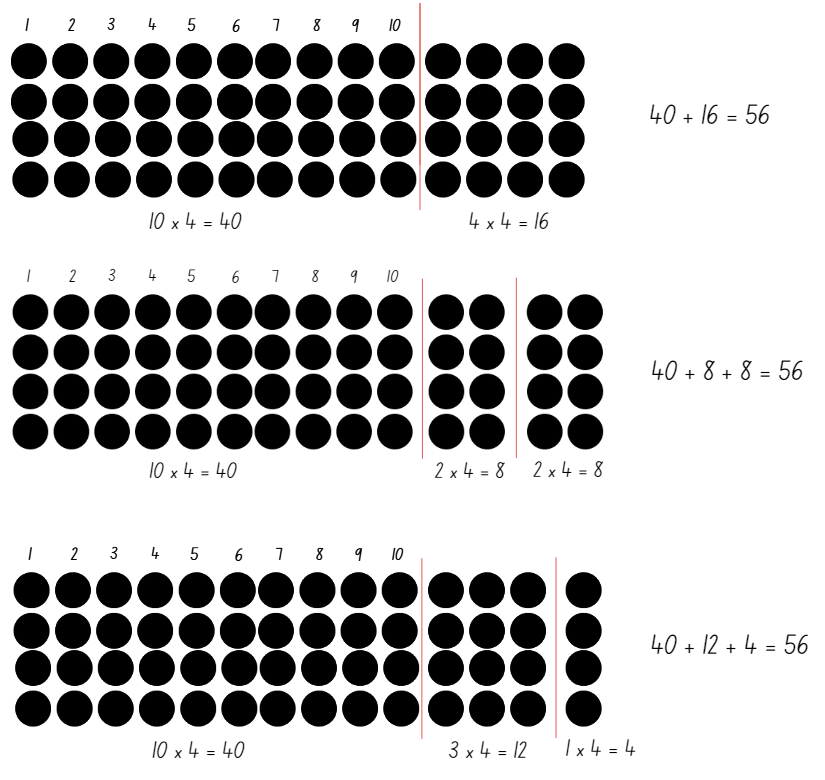 1 2 3 4 5 6 7 8 9 10
40 + 16 = 56
10 x 4 = 40 4 x 4 = 16
1 2 3 4 5 6 7 8 9 10
40 + 8 + 8 = 56
10 x 4 = 40 2 x 4 = 8 2 x 4 = 8
1 2 3 4 5 6 7 8 9 10
40 + 12 + 4 = 56
10 x 4 = 40 3 x 4 = 12 1 x 4 = 4